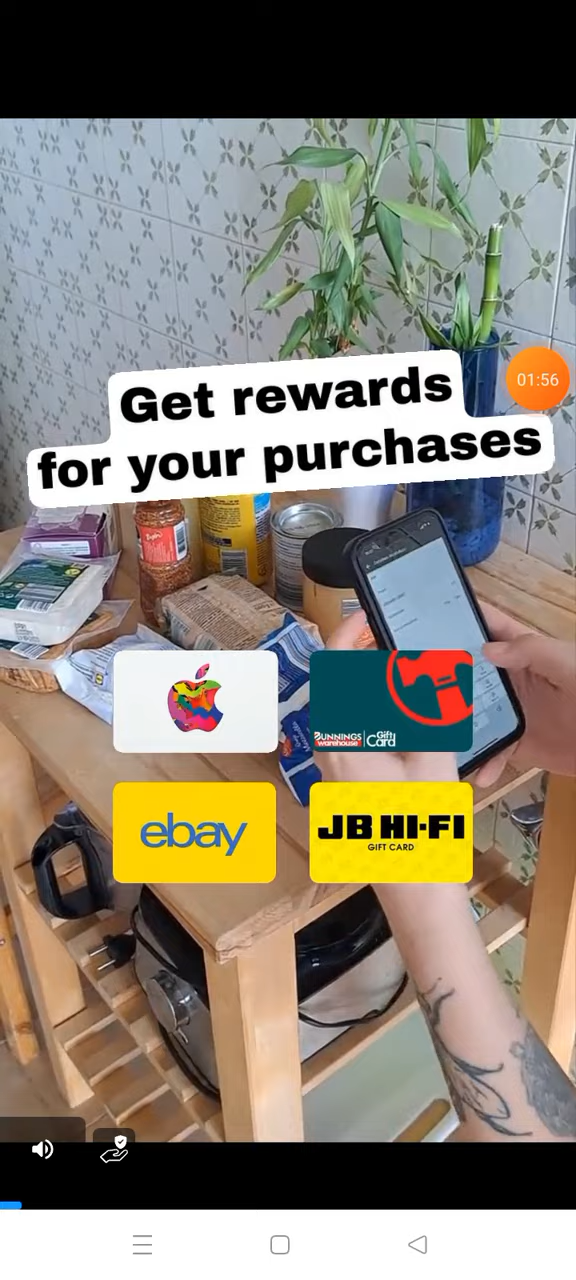 Get rewards
for your purchases
01:56
BUNNINGS
warehouse
Gift
Card
ebay
JB HI-FI
GIFT CARD